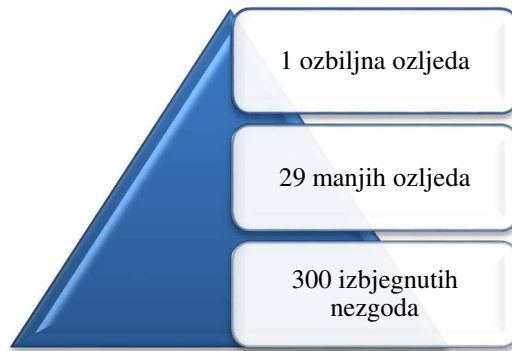 1 ozbiljna ozljeda
29 manjih ozljeda
300 izbjegnutih
nezgoda